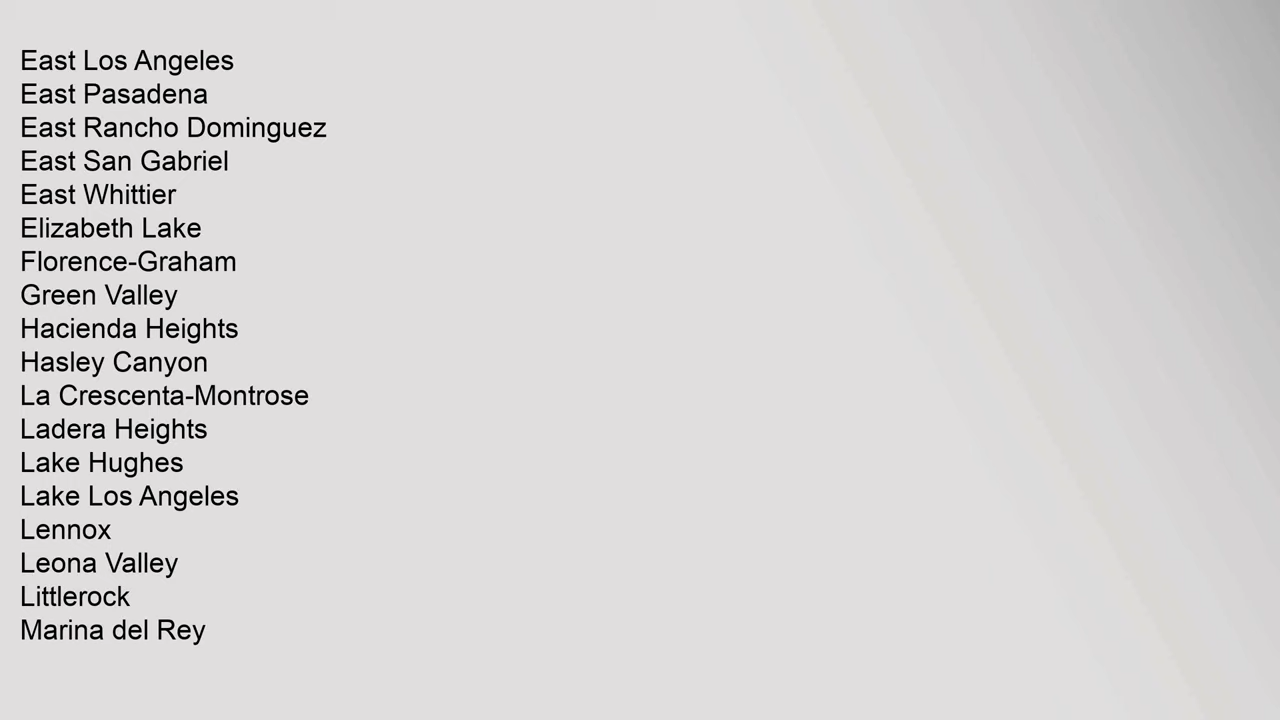 East Los Angeles
East Pasadena
East Rancho Dominguez
East San Gabriel
East Whittier
Elizabeth Lake
Florence-Graham
Green Valley
Hacienda Heights
Hasley Canyon
La Crescenta-Montrose
Ladera Heights
Lake Hughes
Lake Los Angeles
Lennox
Leona Valley
Littlerock
Marina del Rey